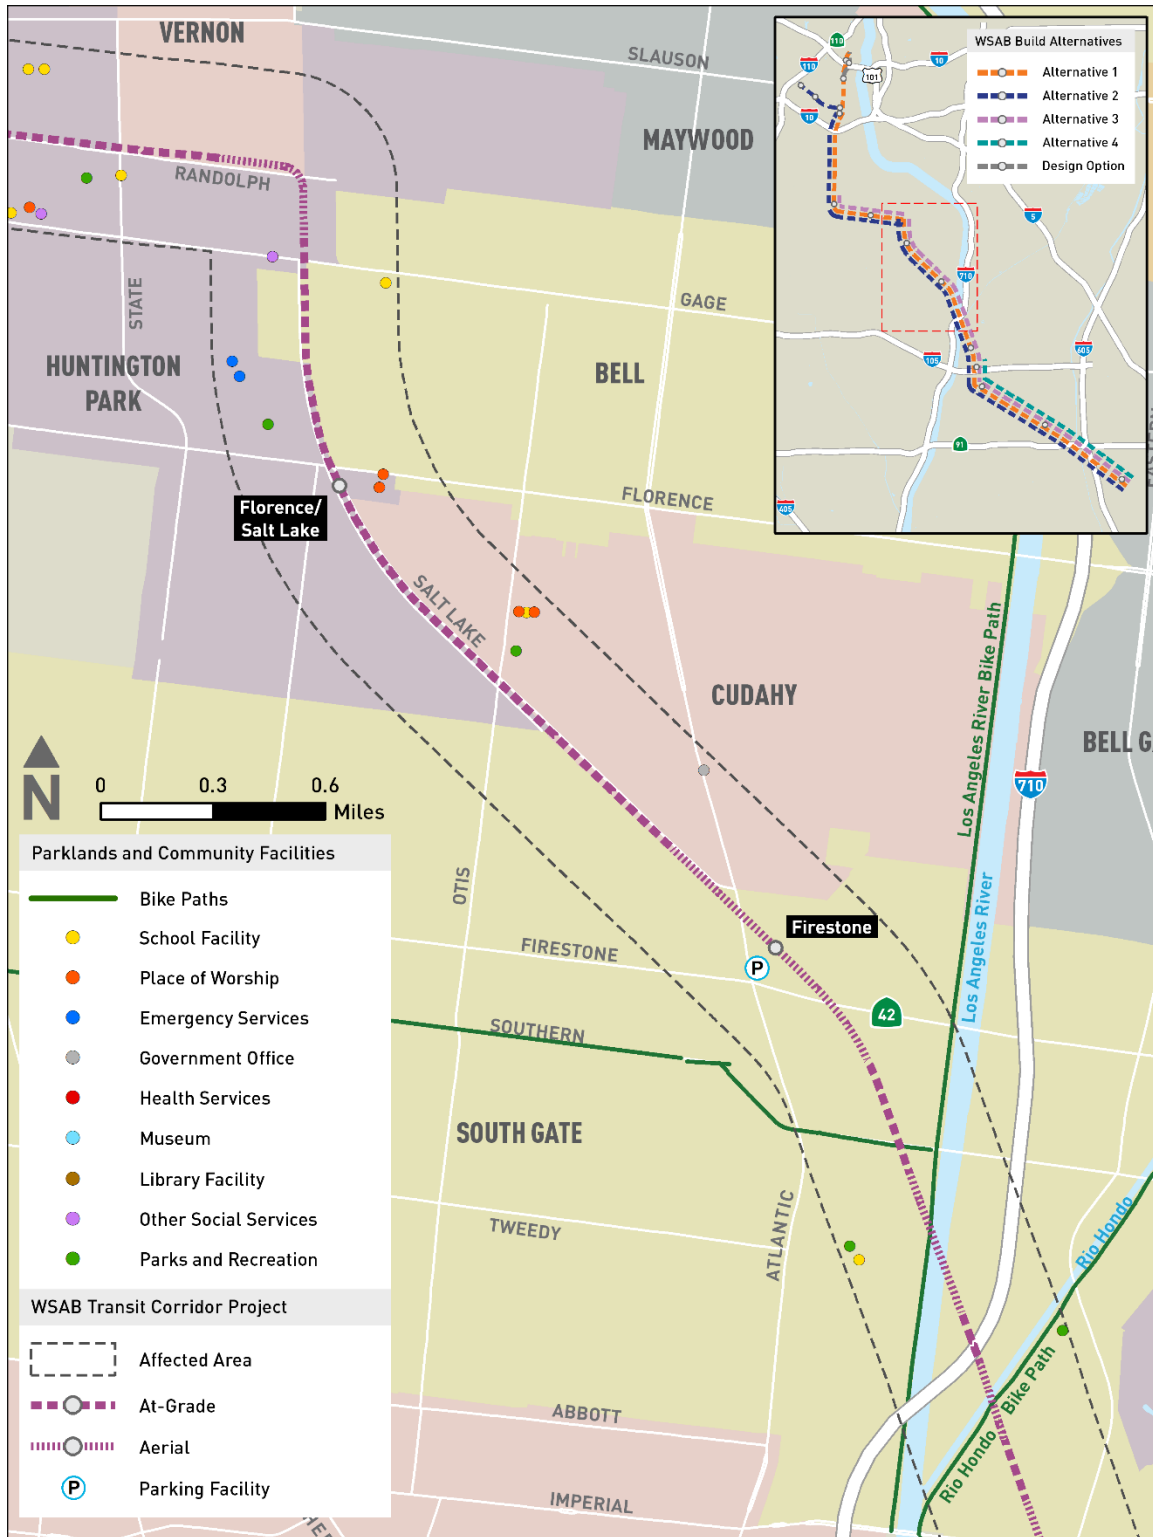 VERNON
SLAUSON
MAYWOOD
RANDOLPH
STATE
GAGE
HUNTINGTON
PARK
BELL
FLORENCE
Florence/
Salt Lake
SALT LAKE
CUDAHY
Los Angeles River Bike Path
Los Angeles River
BELL G
710
OTIS
FIRESTONE
Firestone
P
42
SOUTHERN
SOUTH GATE
TWEEDY
ATLANTIC
Rio Hondo
Rio Hondo Bike Path
ABBOTT
IMPERIAL
WSAB Build Alternatives
Alternative 1
Alternative 2
Alternative 3
Alternative 4
Design Option
110
110
101
10
10
5
710
105
605
91
405
N
0 0.3 0.6
Miles
Parklands and Community Facilities
Bike Paths
School Facility
Place of Worship
Emergency Services
Government Office
Health Services
Museum
Library Facility
Other Social Services
Parks and Recreation
WSAB Transit Corridor Project
Affected Area
At-Grade
Aerial
P Parking Facility